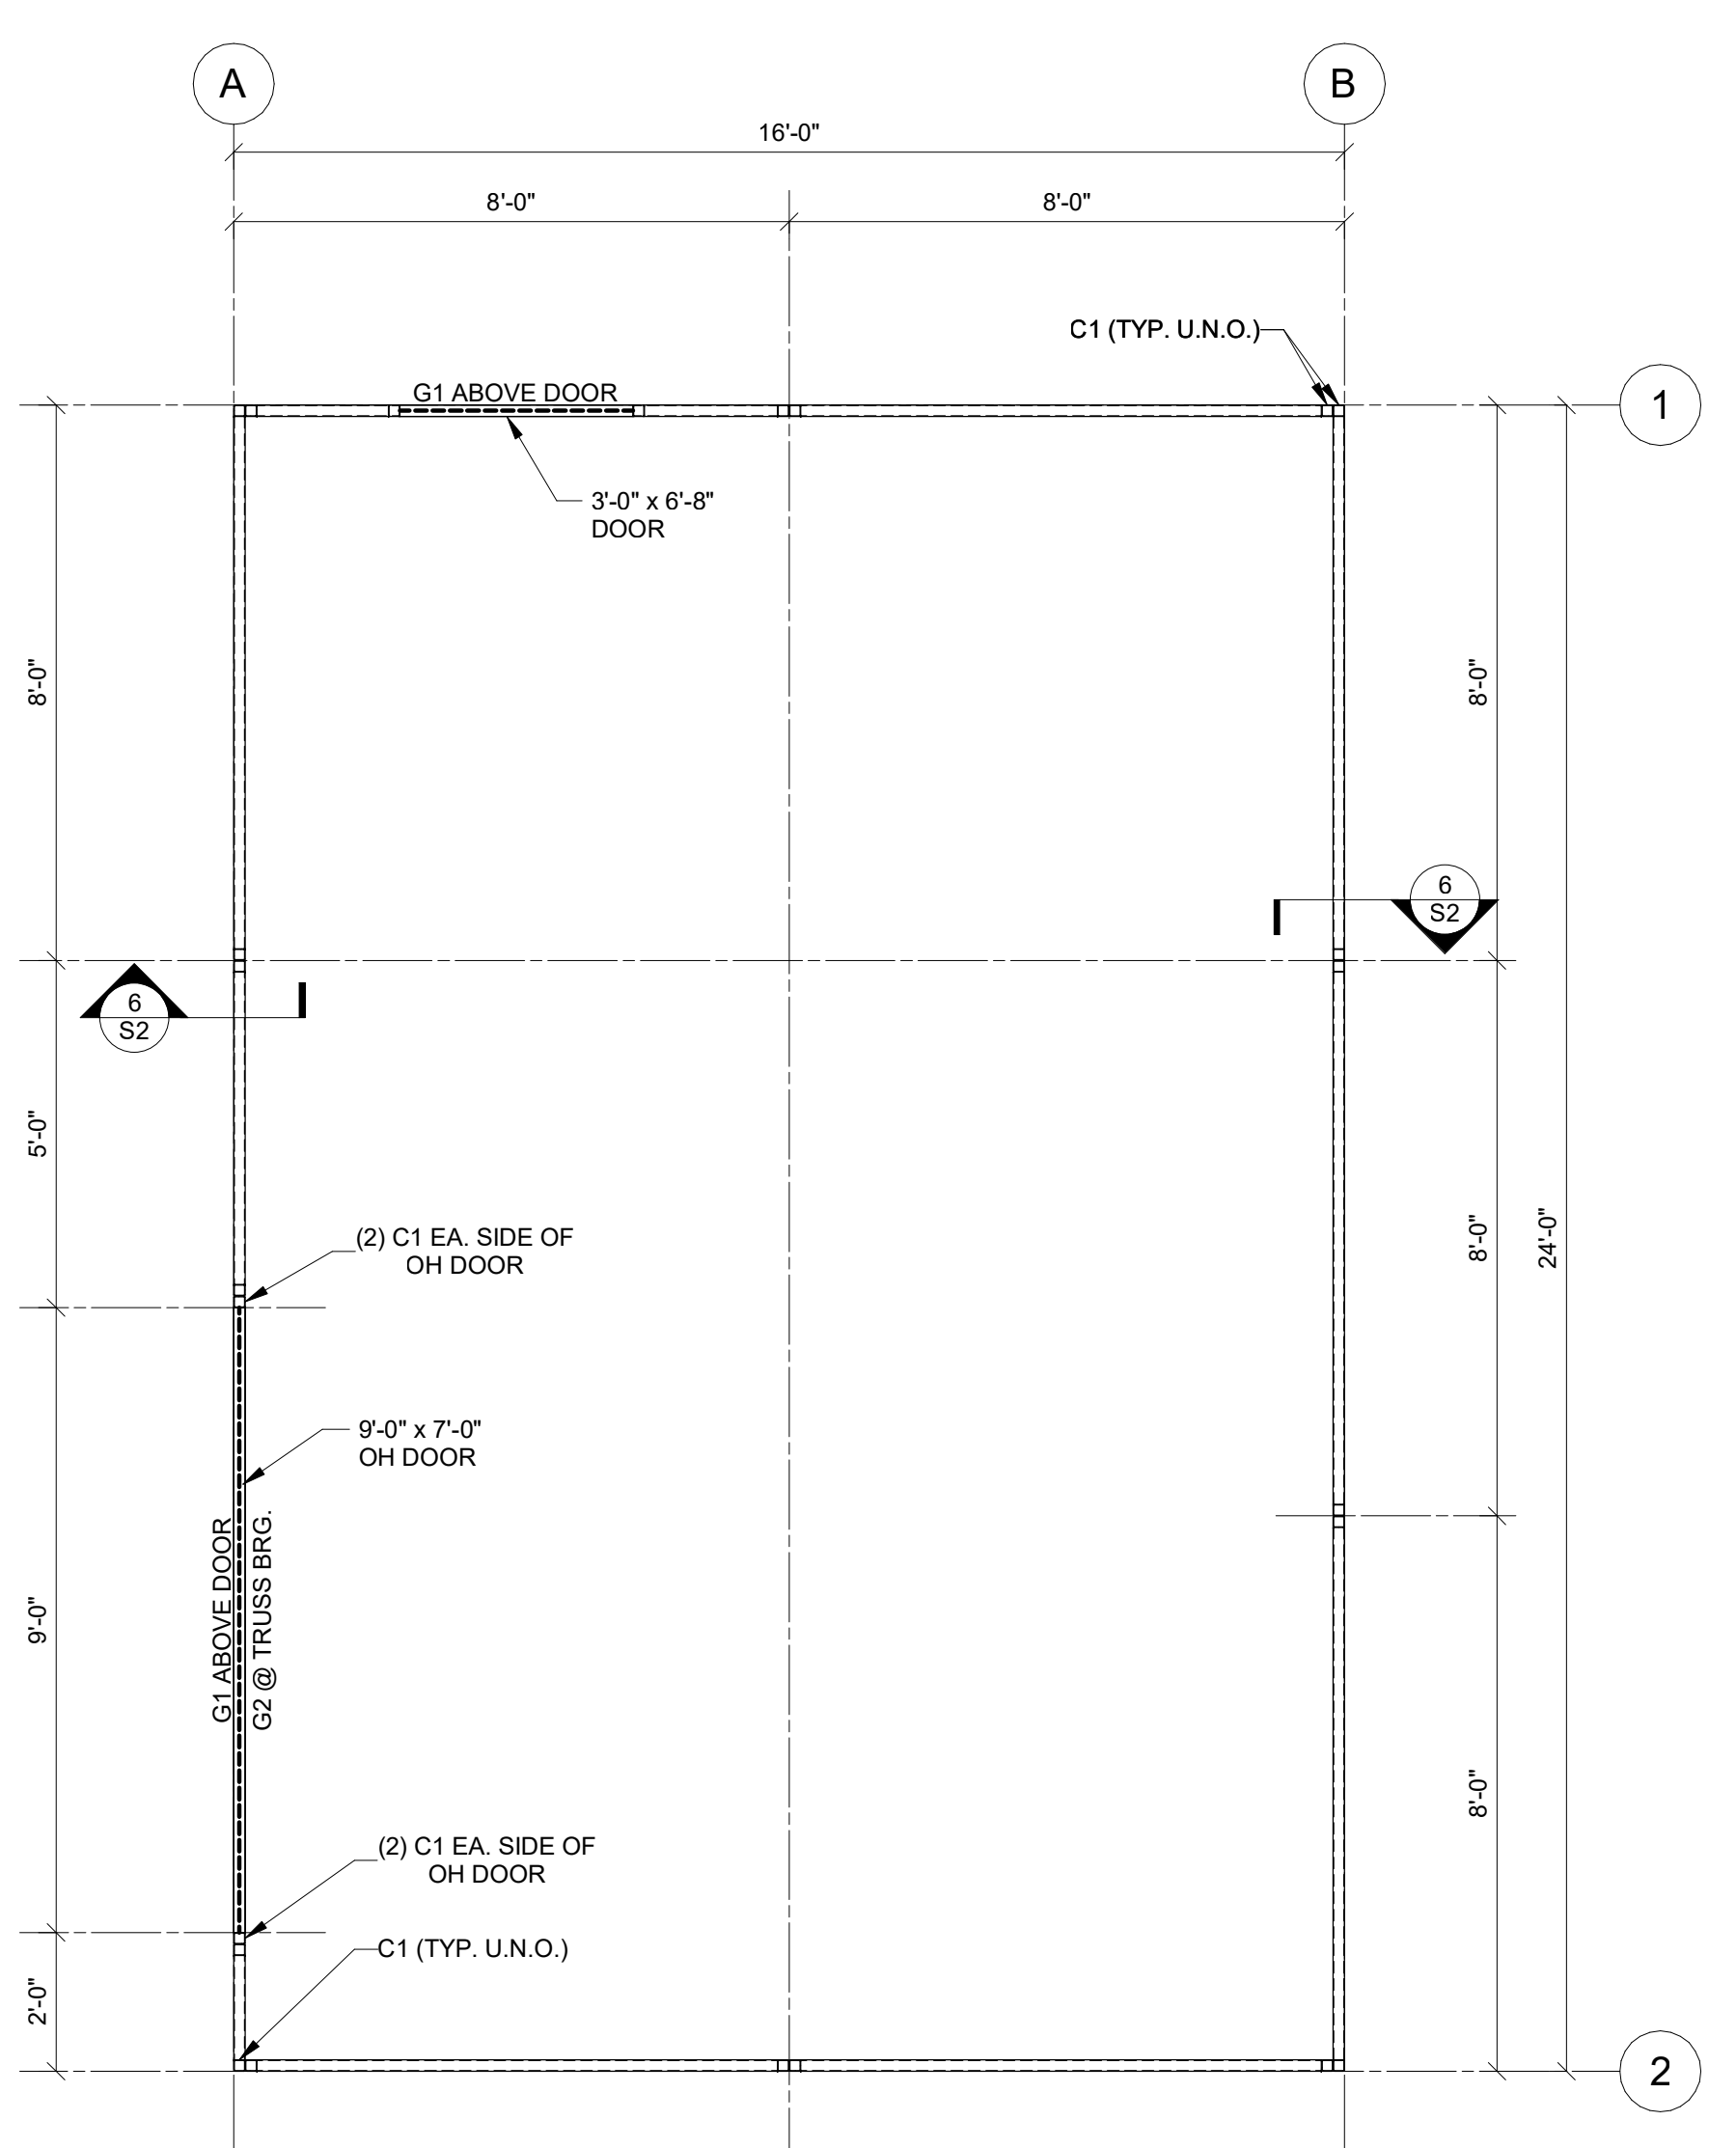 A
B
16'-0"
8'-0"
8'-0"
C1 (TYP. U.N.O.)
G1 ABOVE DOOR
1
3'-0" x 6'-8"
DOOR
8'-0"
8'-0"
6
S2
6
S2
5'-0"
(2) C1 EA. SIDE OF
OH DOOR
8'-0"
24'-0"
9'-0" x 7'-0"
OH DOOR
9'-0"
G1 ABOVE DOOR
G2 @ TRUSS BRG.
8'-0"
(2) C1 EA. SIDE OF
OH DOOR
C1 (TYP. U.N.O.)
2'-0"
2